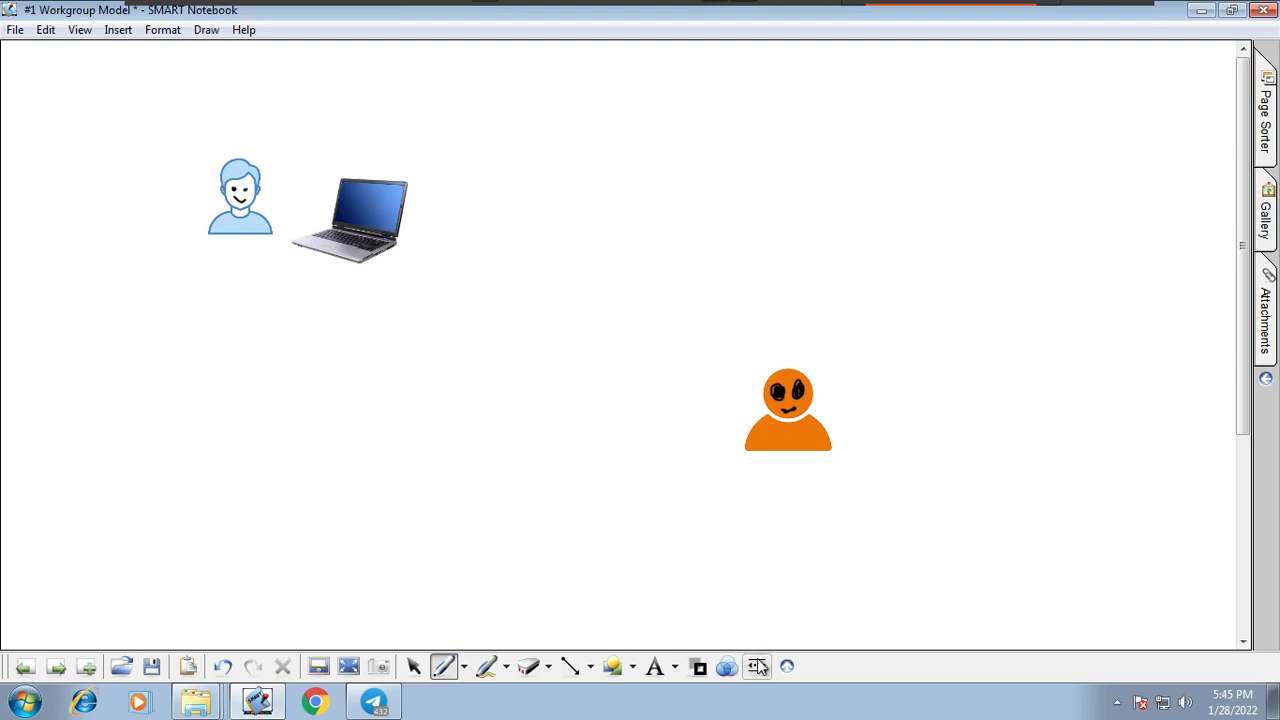 #1 Workgroup Model * - SMART Notebook
File Edit View Insert Format Draw Help
Page Sorter
Gallery
Attachments
A
432
5:45 PM
1/28/2022